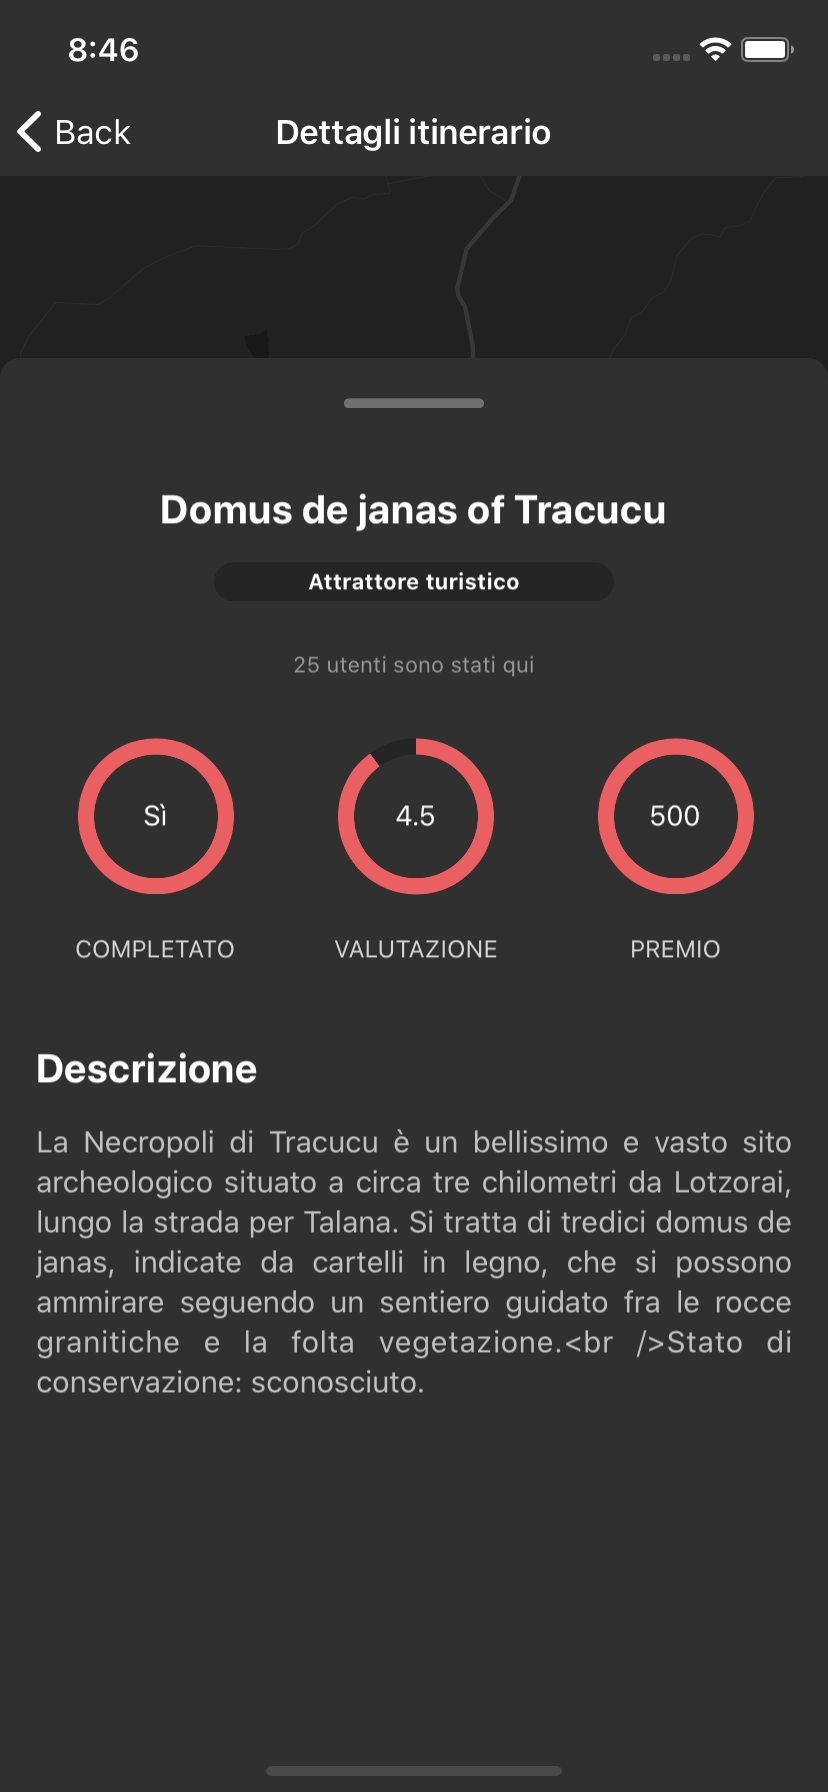 8:46
Back
Dettagli itinerario
Domus de janas of Tracucu
Attrattore turistico
25 utenti sono stati qui
Sì
4.5
500
COMPLETATO
VALUTAZIONE
PREMIO
Descrizione
La Necropoli di Tracucu è un bellissimo e vasto sito
archeologico situato a circa tre chilometri da Lotzorai,
lungo la strada per Talana. Si tratta di tredici domus de
janas, indicate da cartelli in legno, che si possono
ammirare seguendo un sentiero guidato fra le rocce
granitiche e la folta vegetazione.<br />Stato di
conservazione: sconosciuto.